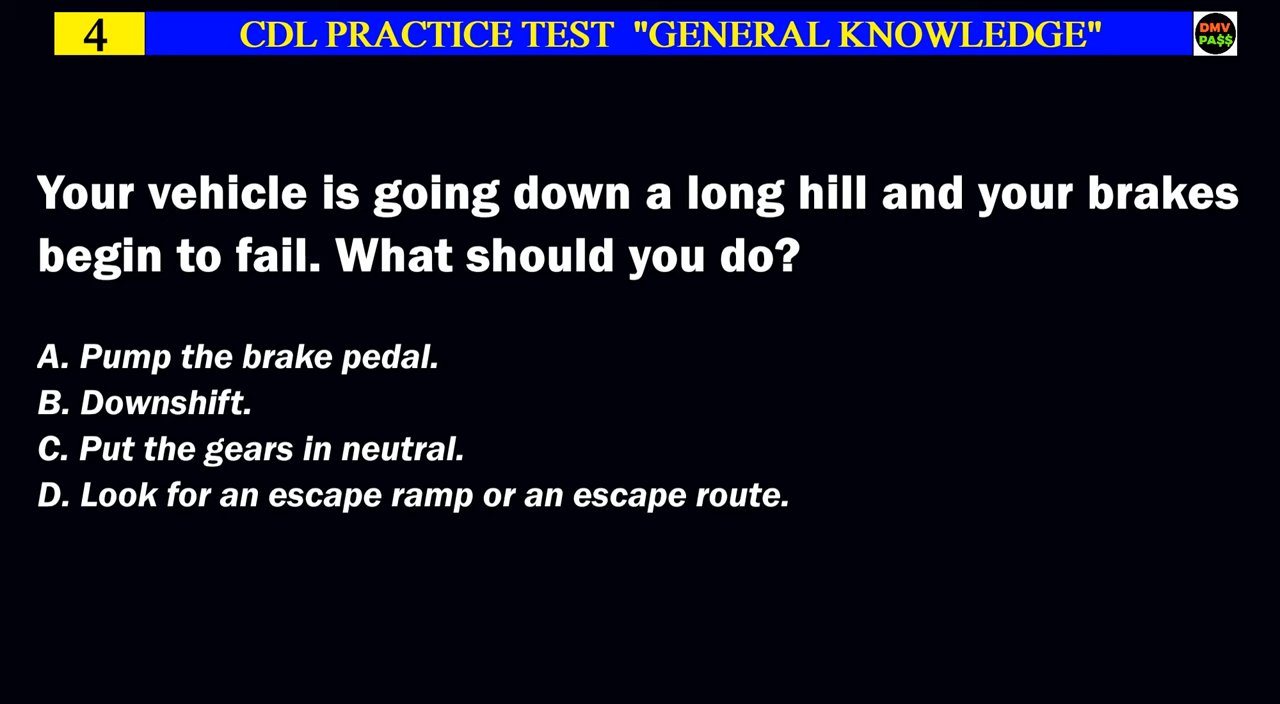 4
CDL PRACTICE TEST "GENERAL KNOWLEDGE"
DMV
PA$$
Your vehicle is going down a long hill and your brakes
begin to fail. What should you do?
A. Pump the brake pedal.
B. Downshift.
C. Put the gears in neutral.
D. Look for an escape ramp or an escape route.